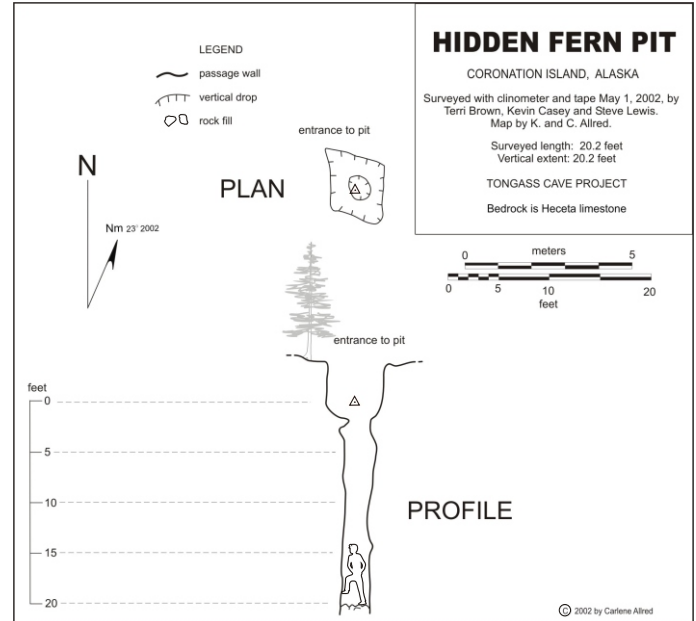 HIDDEN FERN PIT
CORONATION ISLAND, ALASKA
Surveyed with clinometer and tape May 1, 2002, by
Terri Brown, Kevin Casey and Steve Lewis.
Map by K. and C. Allred.
Surveyed length: 20.2 feet
Vertical extent: 20.2 feet
TONGASS CAVE PROJECT
Bedrock is Heceta limestone
LEGEND
passage wall
vertical drop
rock fill
entrance to pit
PLAN
N
Nm 23° 2002
0 meters 5
0 5 10 20
feet
entrance to pit
feet
0
5
10
15
20
PROFILE
© 2002 by Carlene Allred